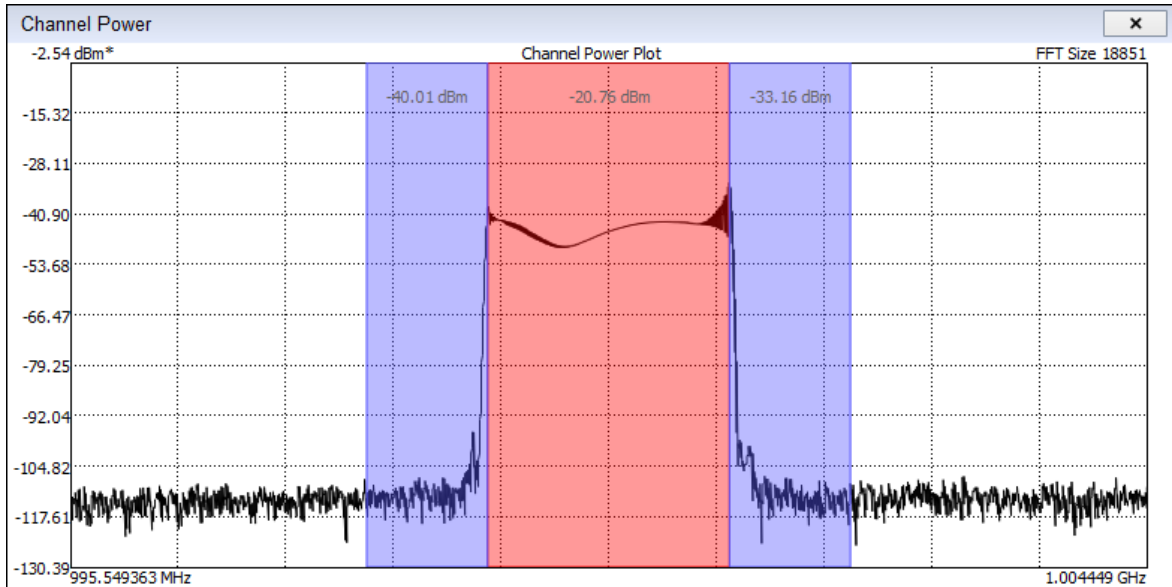 Channel Power
-2.54 dBm*
Channel Power Plot
FFT Size 18851
-40.01 dBm
-20.76 dBm
-33.16 dBm
-15.32
-28.11
-40.90
-53.68
-66.47
-79.25
-92.04
-104.82
-117.61
-130.39
995.549363 MHz
1.004449 GHz